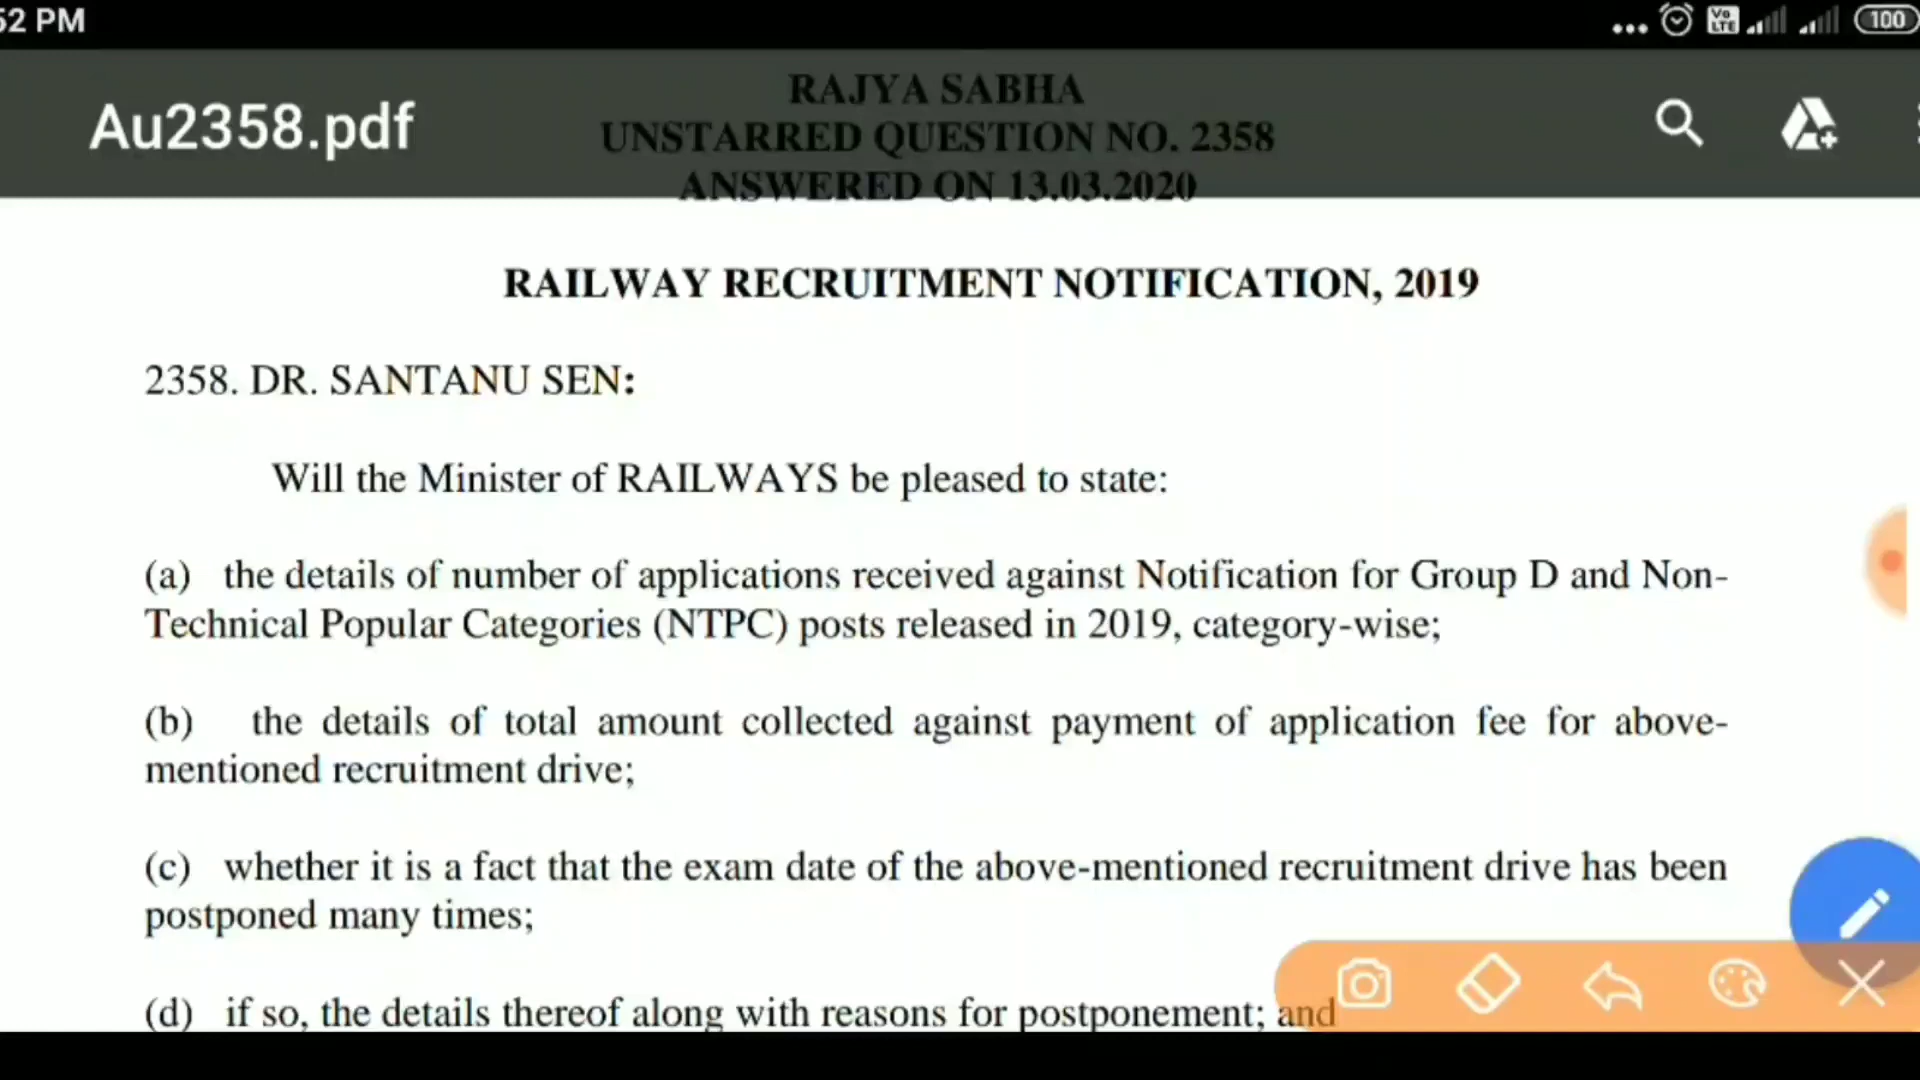 52 PM
Vo
LTE
100
RAJYA SABHA
Au2358.pdf
UNSTARRED QUESTION NO. 2358
ANSWERED ON 13.03.2020
RAILWAY RECRUITMENT NOTIFICATION, 2019
2358. DR. SANTANU SEN:
Will the Minister of RAILWAYS be pleased to state:
(a) the details of number of applications received against Notification for Group D and Non-
Technical Popular Categories (NTPC) posts released in 2019, category-wise;
(b) the details of total amount collected against payment of application fee for above-
mentioned recruitment drive;
(c) whether it is a fact that the exam date of the above-mentioned recruitment drive has been
postponed many times;
(d) if so, the details thereof along with reasons for postponement; and